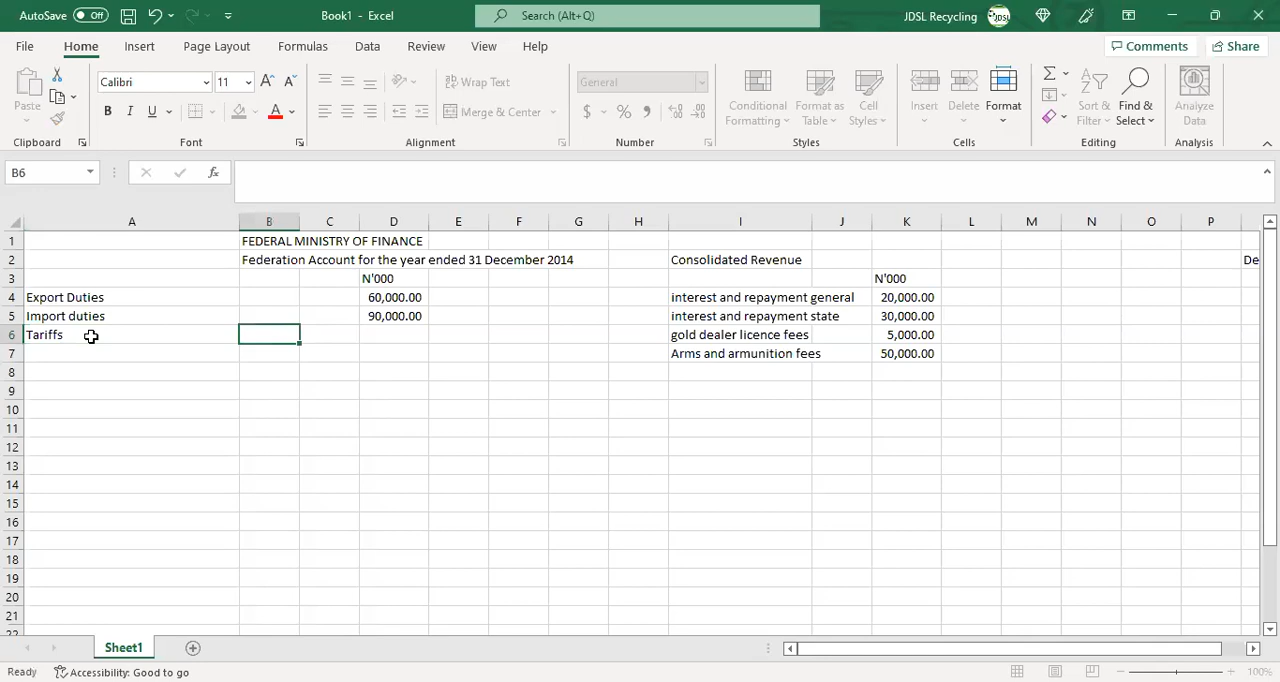 AutoSave Off Book1 - Excel Search (Alt+Q) JDSL Recycling
File Home Insert Page Layout Formulas Data Review View Help Comments Share
Paste Calibri 11 B I U A Wrap Text Merge & Center General $ % , Conditional Formatting Format as Table Cell Styles Insert Delete Format Sort & Filter Find & Select Analyze Data
Clipboard Font Alignment Number Styles Cells Editing Analysis
B6 fx
A B C D E F G H I J K L M N O P
1 FEDERAL MINISTRY OF FINANCE
2 Federation Account for the year ended 31 December 2014 Consolidated Revenue De
3 N'000 K'000
4 Export Duties 60,000.00 interest and repayment general 20,000.00
5 Import duties 90,000.00 interest and repayment state 30,000.00
6 Tariffs gold dealer licence fees 5,000.00
7 Arms and armunition fees 50,000.00
8
9
10
11
12
13
14
15
16
17
18
19
20
21
22
Sheet1
Ready Accessibility: Good to go 100%